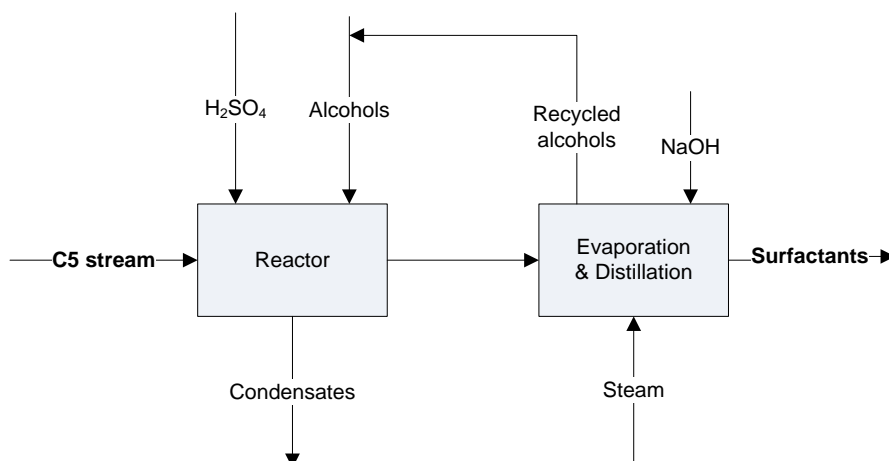 H₂SO₄
Alcohols
Recycled
alcohols
NaOH
C5 stream
Reactor
Evaporation
& Distillation
Surfactants
Condensates
Steam